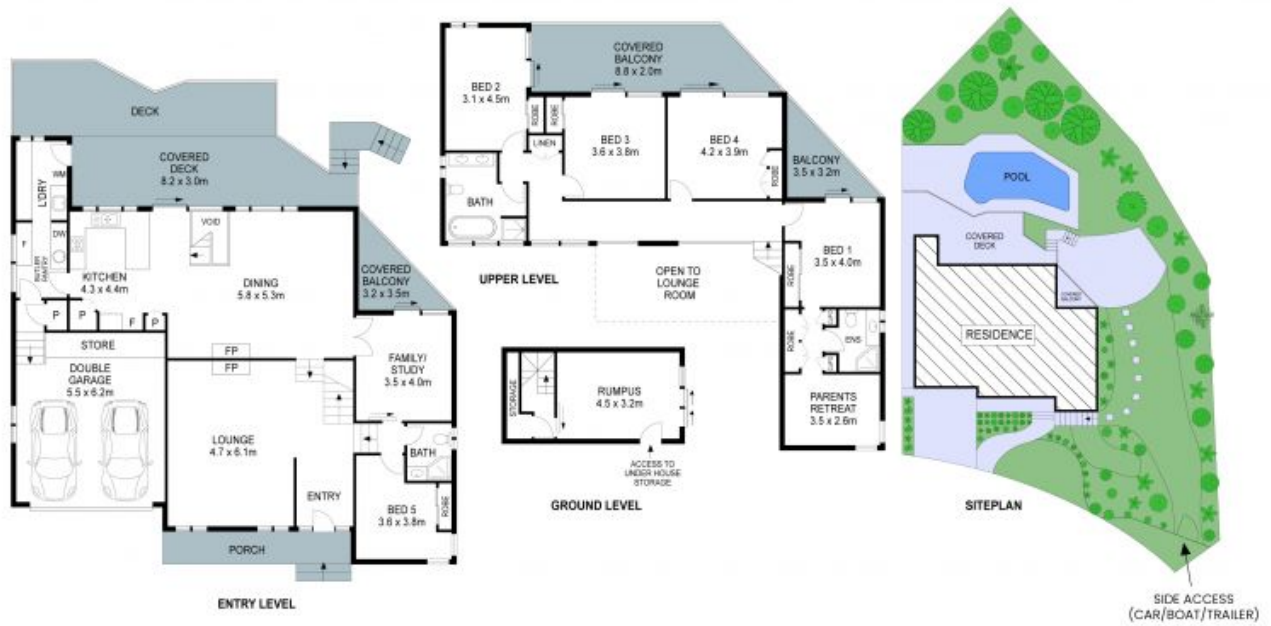 DECK
COVERED
DECK
8.2 x 3.0m
L'DRY
WM
DW
F
BUTLER
PANTRY
KITCHEN
4.3 x 4.4m
VOID
DINING
5.8 x 5.3m
COVERED
BALCONY
3.2 x 3.5m
P
P
F
P
STORE
FP
FP
FAMILY/
STUDY
3.5 x 4.0m
DOUBLE
GARAGE
5.5 x 6.2m
LOUNGE
4.7 x 6.1m
BATH
ENTRY
BED 5
3.6 x 3.8m
ROBE
PORCH
ENTRY LEVEL
COVERED
BALCONY
8.8 x 2.0m
BED 2
3.1 x 4.5m
ROBE
ROBE
LINEN
BED 3
3.6 x 3.8m
BED 4
4.2 x 3.9m
ROBE
BALCONY
3.5 x 3.2m
BATH
UPPER LEVEL
OPEN TO
LOUNGE
ROOM
BED 1
3.5 x 4.0m
ROBE
ROBE
ENS
PARENTS
RETREAT
3.5 x 2.6m
STORAGE
RUMPUS
4.5 x 3.2m
ACCESS TO
UNDER HOUSE
STORAGE
GROUND LEVEL
POOL
COVERED
DECK
COVERED
BALCONY
RESIDENCE
SITEPLAN
SIDE ACCESS
(CAR/BOAT/TRAILER)